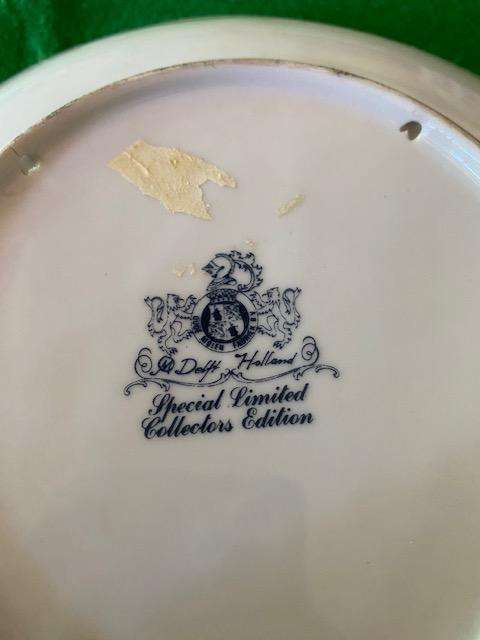 Delft Holland
Special Limited
Collectors Edition